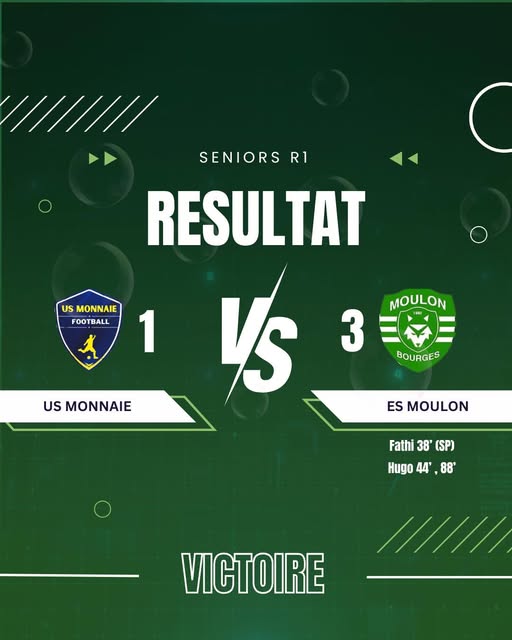 SENIORS R1
RESULTAT
US MONNAIE
FOOTBALL
1
VS
3
MOULON
BOURGES
US MONNAIE
ES MOULON
Fathi 38' (SP)
Hugo 44' , 88'
VICTOIRE